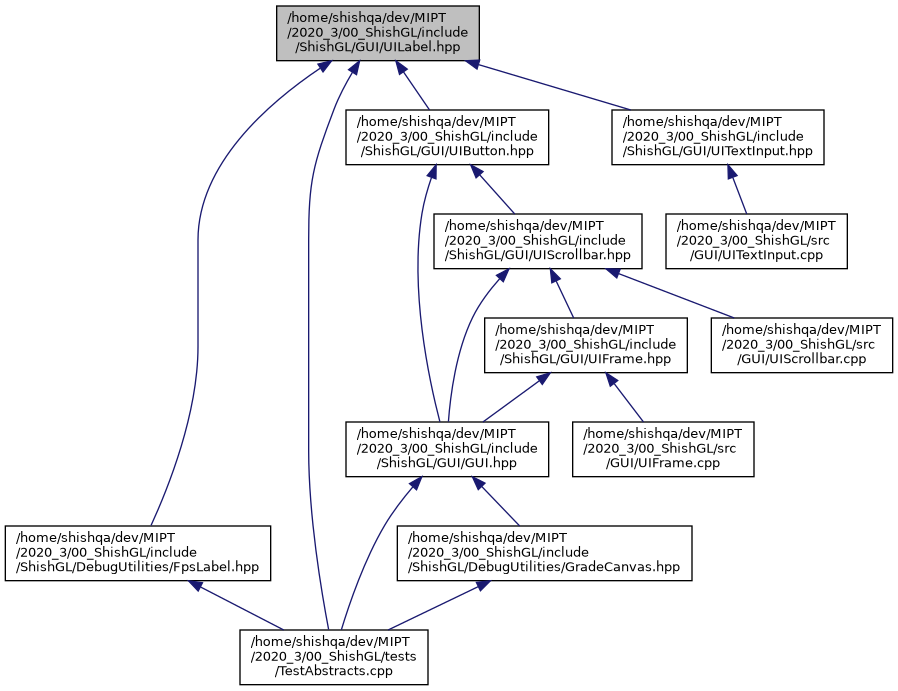 /home/shishqa/dev/MIPT
/2020_3/00_ShishGL/include
/ShishGL/GUI/UILabel.hpp
/home/shishqa/dev/MIPT
/2020_3/00_ShishGL/include
/ShishGL/GUI/UIButton.hpp
/home/shishqa/dev/MIPT
/2020_3/00_ShishGL/include
/ShishGL/GUI/UITextInput.hpp
/home/shishqa/dev/MIPT
/2020_3/00_ShishGL/include
/ShishGL/GUI/UIScrollbar.hpp
/home/shishqa/dev/MIPT
/2020_3/00_ShishGL/src
/GUI/UITextInput.cpp
/home/shishqa/dev/MIPT
/2020_3/00_ShishGL/include
/ShishGL/GUI/UIFrame.hpp
/home/shishqa/dev/MIPT
/2020_3/00_ShishGL/src
/GUI/UIScrollbar.cpp
/home/shishqa/dev/MIPT
/2020_3/00_ShishGL/include
/ShishGL/GUI/GUI.hpp
/home/shishqa/dev/MIPT
/2020_3/00_ShishGL/src
/GUI/UIFrame.cpp
/home/shishqa/dev/MIPT
/2020_3/00_ShishGL/include
/ShishGL/DebugUtilities/FpsLabel.hpp
/home/shishqa/dev/MIPT
/2020_3/00_ShishGL/include
/ShishGL/DebugUtilities/GradeCanvas.hpp
/home/shishqa/dev/MIPT
/2020_3/00_ShishGL/tests
/TestAbstracts.cpp